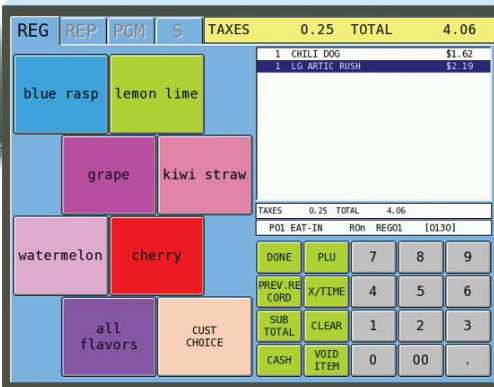 REG REP PGM S TAXES 0.25 TOTAL 4.06
1 CHILI DOG $1.62
1 LG ARTIC RUSH $2.19
blue rasp
lemon lime
grape
kiwi straw
watermelon
cherry
all
flavors
CUST
CHOICE
TAXES 0.25 TOTAL 4.06
PO1 EAT-IN ROn REGO1 [0130]
DONE PLU 7 8 9
PREV.RE
CORD
X/TIME 4 5 6
SUB
TOTAL
CLEAR 1 2 3
CASH
VOID
ITEM
0 00 .